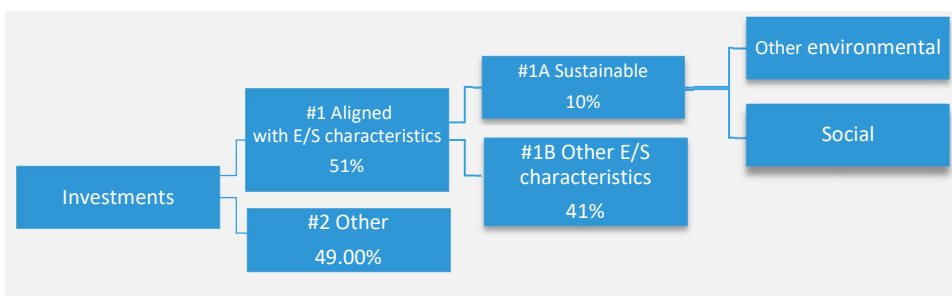 Investments
#1 Aligned
with E/S characteristics
51%
#2 Other
49.00%
#1A Sustainable
10%
#1B Other E/S
characteristics
41%
Other environmental
Social